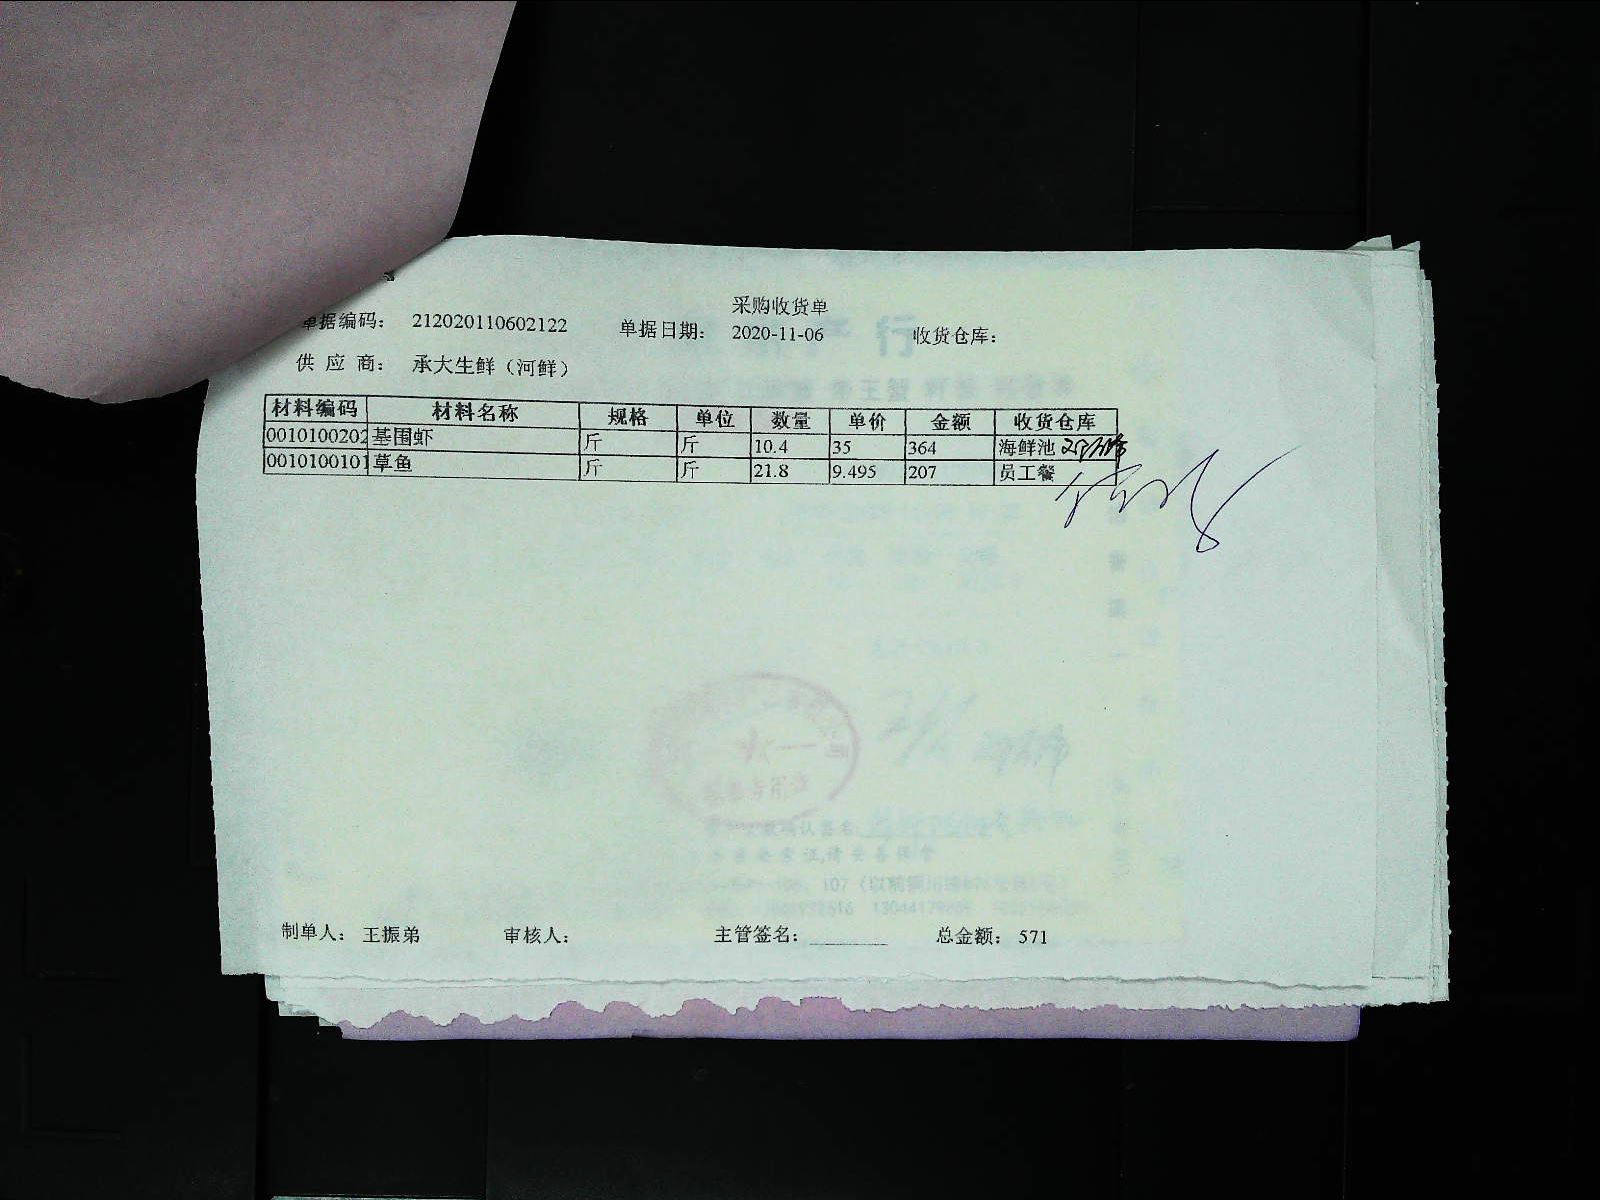 采购收货单
单据编码： 212020110602122 单据日期： 2020-11-06 收货仓库：
供 应 商： 承大生鲜（河鲜）
材料编码 材料名称 规格 单位 数量 单价 金额 收货仓库
0010100202 基围虾 斤 斤 10.4 35 364 海鲜池
0010100101 草鱼 斤 斤 21.8 9.495 207 员工餐
制单人： 王振弟 审核人： 主管签名： ________ 总金额： 571